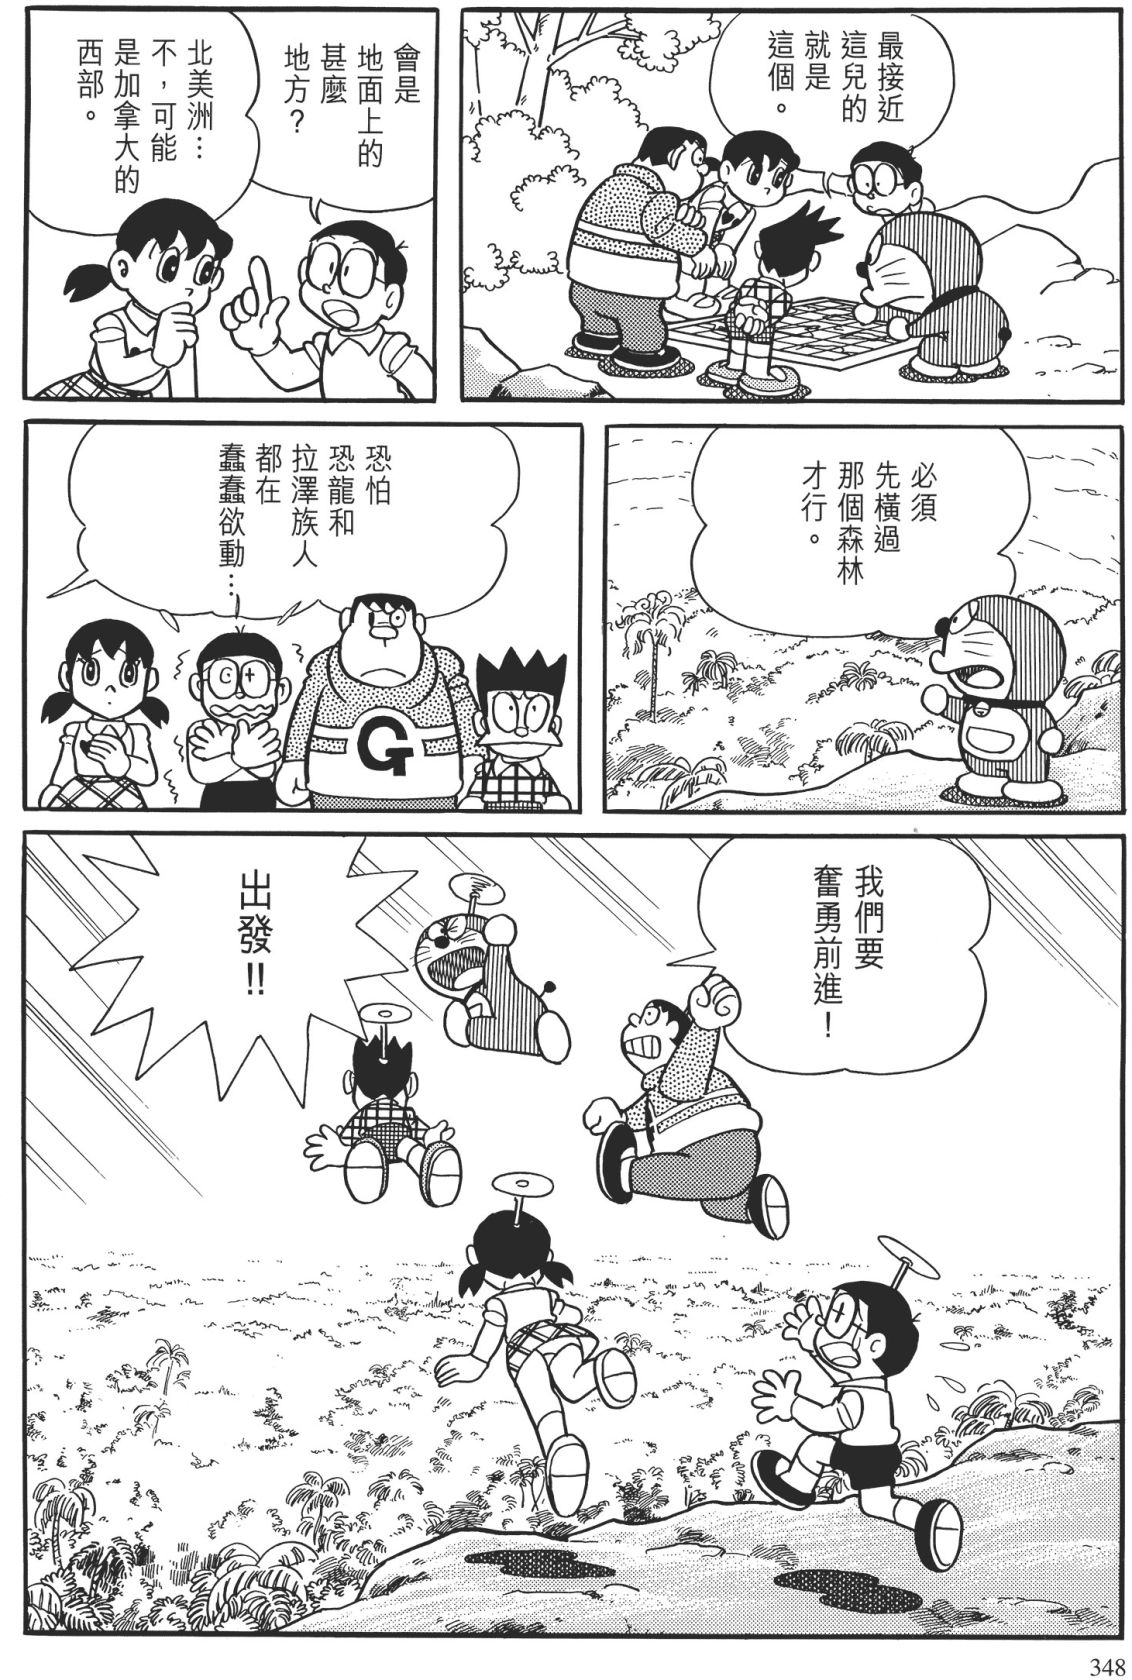 最接近
這兒的
就是
這個。
會是
地面上的
甚麼
地方？
北美洲…
不，可能
是加拿大的
西部。
必須
先橫過
那個森林
才行。
恐怕
恐龍和
拉澤族人
都在
蠢蠢欲動…
G
我們要
奮勇前進！
出發！！
348